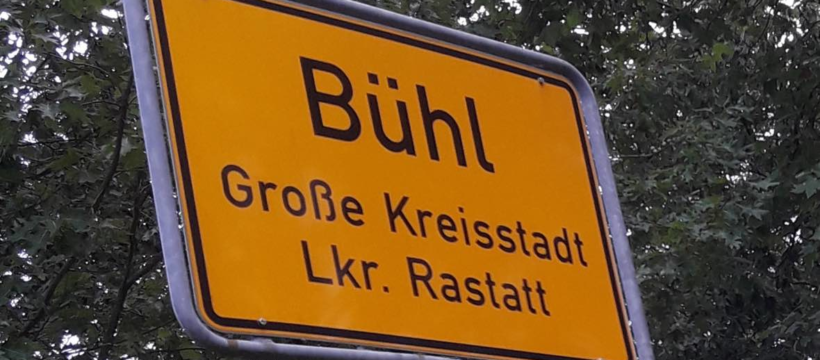 Bühl
Große Kreisstadt
Lkr. Rastatt